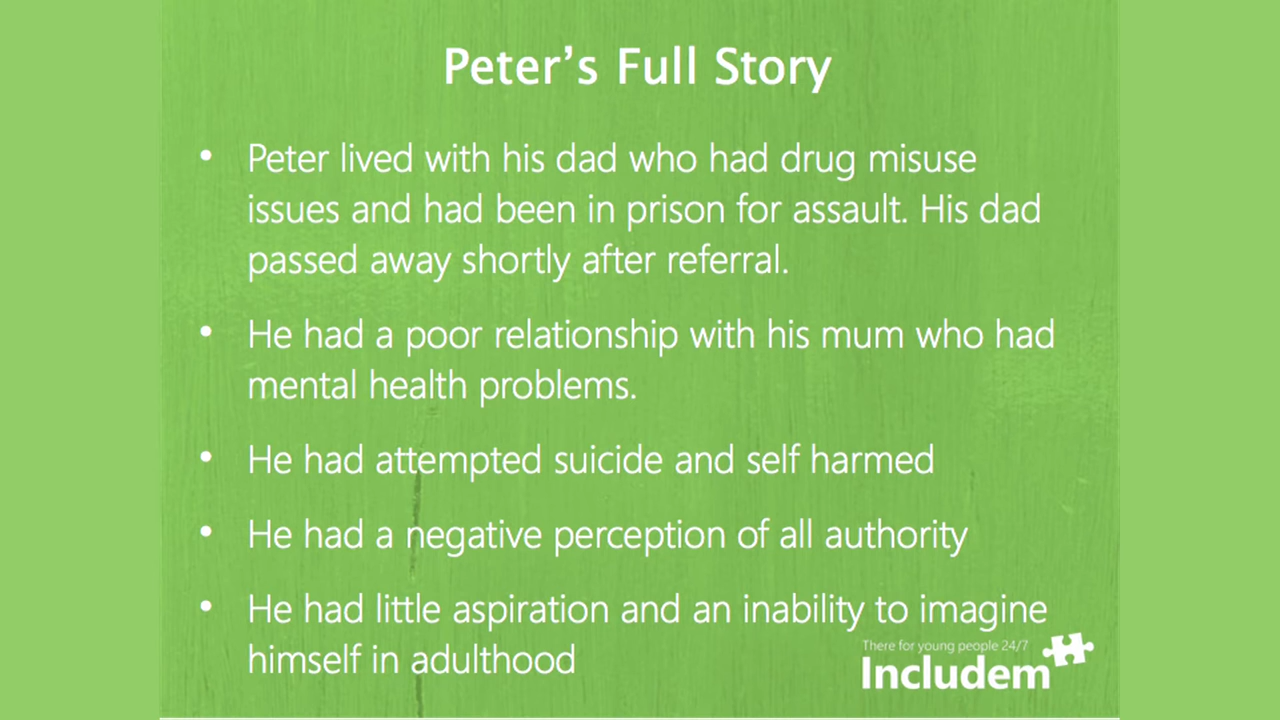 Peter’s Full Story
• Peter lived with his dad who had drug misuse
issues and had been in prison for assault. His dad
passed away shortly after referral.
• He had a poor relationship with his mum who had
mental health problems.
• He had attempted suicide and self harmed
• He had a negative perception of all authority
• He had little aspiration and an inability to imagine
himself in adulthood
There for young people 24/7
Includem